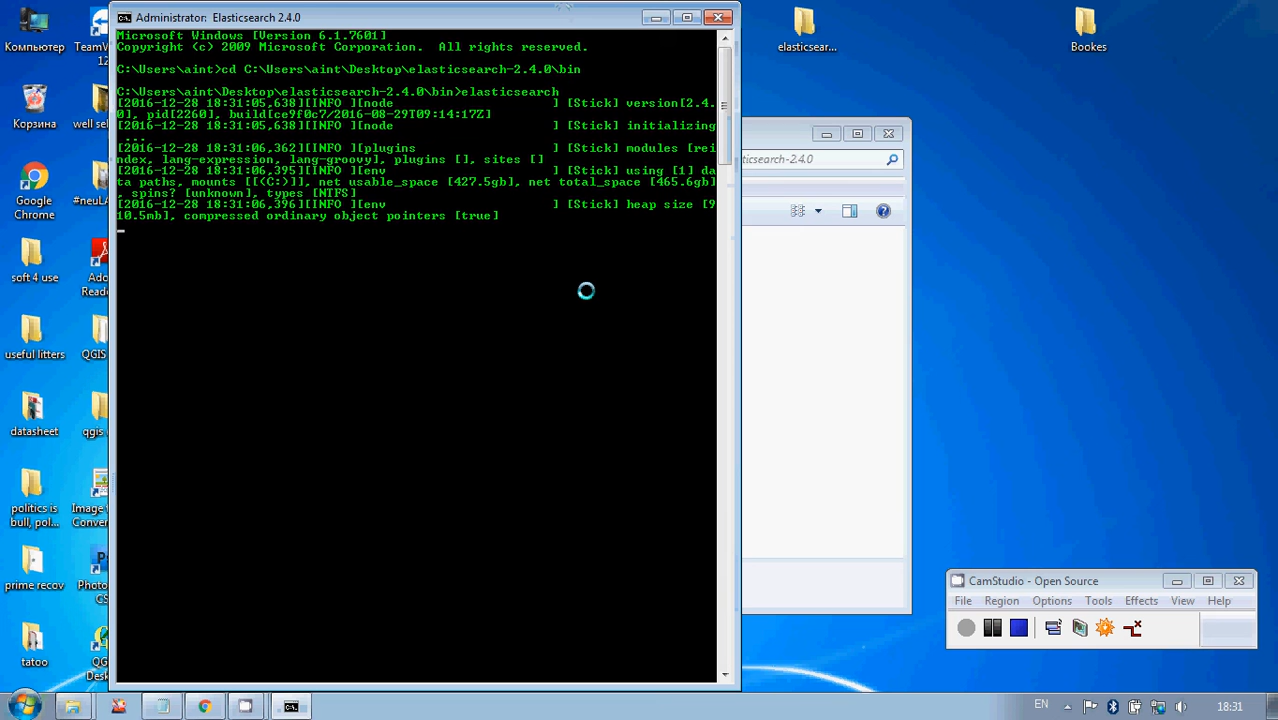 Administrator: Elasticsearch 2.4.0
Microsoft Windows [Version 6.1.7601]
Copyright (c) 2009 Microsoft Corporation.  All rights reserved.
C:\Users\aint>cd C:\Users\aint\Desktop\elasticsearch-2.4.0\bin
C:\Users\aint\Desktop\elasticsearch-2.4.0\bin>elasticsearch
[2016-12-28 18:31:05,638][INFO ][node                     ] [Stick] version[2.4.
0], pid[2260], build[ce9f0c7/2016-08-29T09:14:17Z]
[2016-12-28 18:31:05,638][INFO ][node                     ] [Stick] initializing
...
[2016-12-28 18:31:06,362][INFO ][plugins                  ] [Stick] modules [rei
ndex, lang-expression, lang-groovy], plugins [], sites []
[2016-12-28 18:31:06,395][INFO ][env                      ] [Stick] using [1] da
ta paths, mounts [[(C:)]], net usable_space [427.5gb], net total_space [465.6gb]
, spins? [unknown], types [NTFS]
[2016-12-28 18:31:06,396][INFO ][env                      ] [Stick] heap size [9
10.5mb], compressed ordinary object pointers [true]
Компьютер
TeamV
12
Корзина
well sel
Google
Chrome
#neuLA
soft 4 use
Ado
Reade
useful litters
QGIS
datasheet
qgis
politics is
bull, pol...
Image
Conver
prime recov
Photo
CS
tatoo
QG
Desk
elasticsear...
Bookes
ticsearch-2.4.0
CamStudio - Open Source
File Region Options Tools Effects View Help
EN
18:31